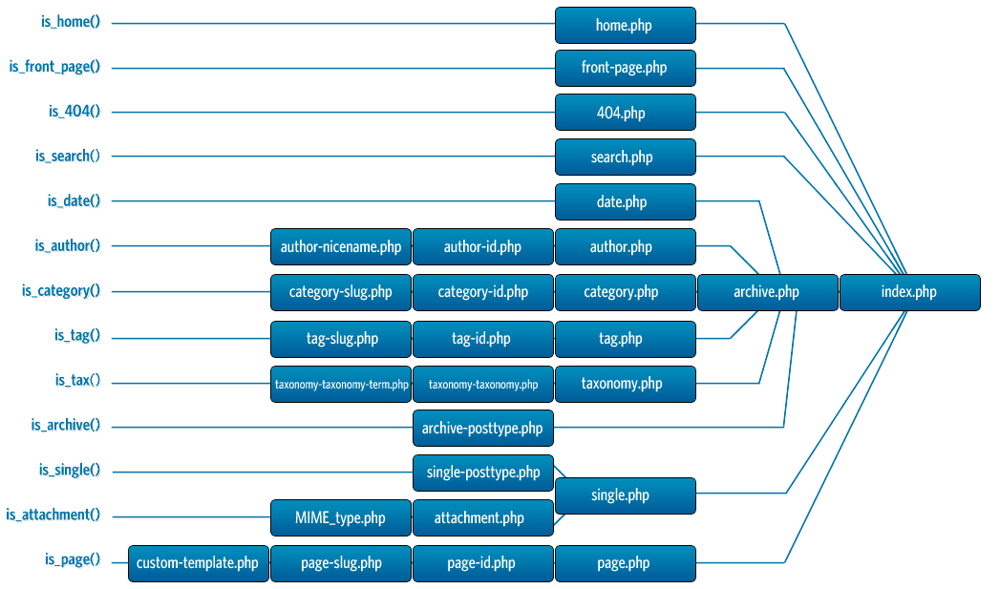 is_home() home.php
is_front_page() front-page.php
is_404() 404.php
is_search() search.php
is_date() date.php
is_author() author-nicename.php author-id.php author.php
is_category() category-slug.php category-id.php category.php archive.php index.php
is_tag() tag-slug.php tag-id.php tag.php
is_tax() taxonomy-taxonomy-term.php taxonomy-taxonomy.php taxonomy.php
is_archive() archive-posttype.php
is_single() single-posttype.php
single.php
is_attachment() MIME_type.php attachment.php
is_page() custom-template.php page-slug.php page-id.php page.php